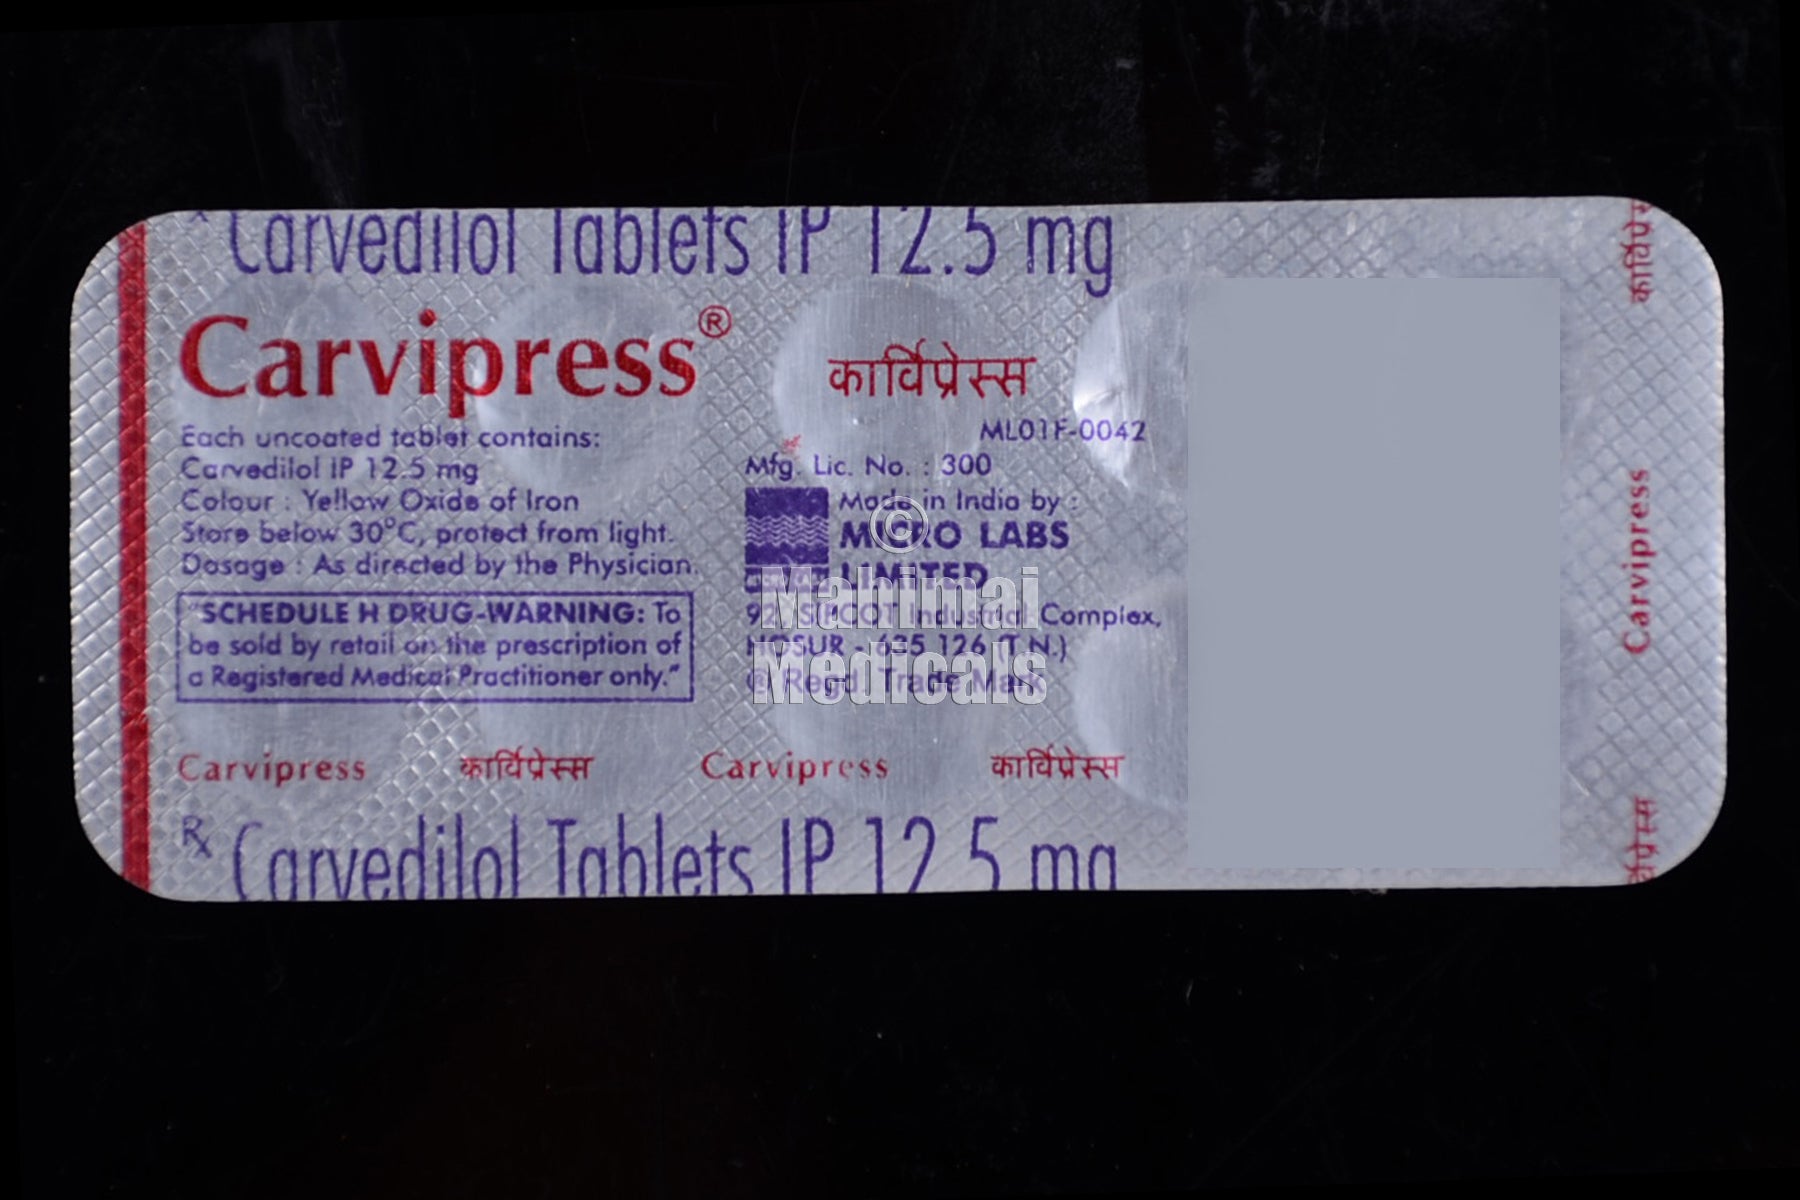 Carvedilol Tablets IP 12.5 mg
Carvipress®
कार्विप्रेस्स
ML01F-0042
Each uncoated tablet contains:
Carvedilol IP 12.5 mg
Colour : Yellow Oxide of Iron
Store below 30°C, protect from light.
Dosage : As directed by the Physician.
"SCHEDULE H DRUG-WARNING: To
be sold by retail on the prescription of
a Registered Medical Practitioner only."
Mfg. Lic. No. : 300
Made in India by :
MICRO LABS
LIMITED
92, SIPCOT Industrial Complex,
HOSUR - 635 126 (T.N.)
® Regd. Trade Mark
©
Mahimai
Medicals
Carvipress कार्विप्रेस्स Carvipress कार्विप्रेस्स
Rx Carvedilol Tablets IP 12.5 mg
कार्विप्रेस्स
Carvipress